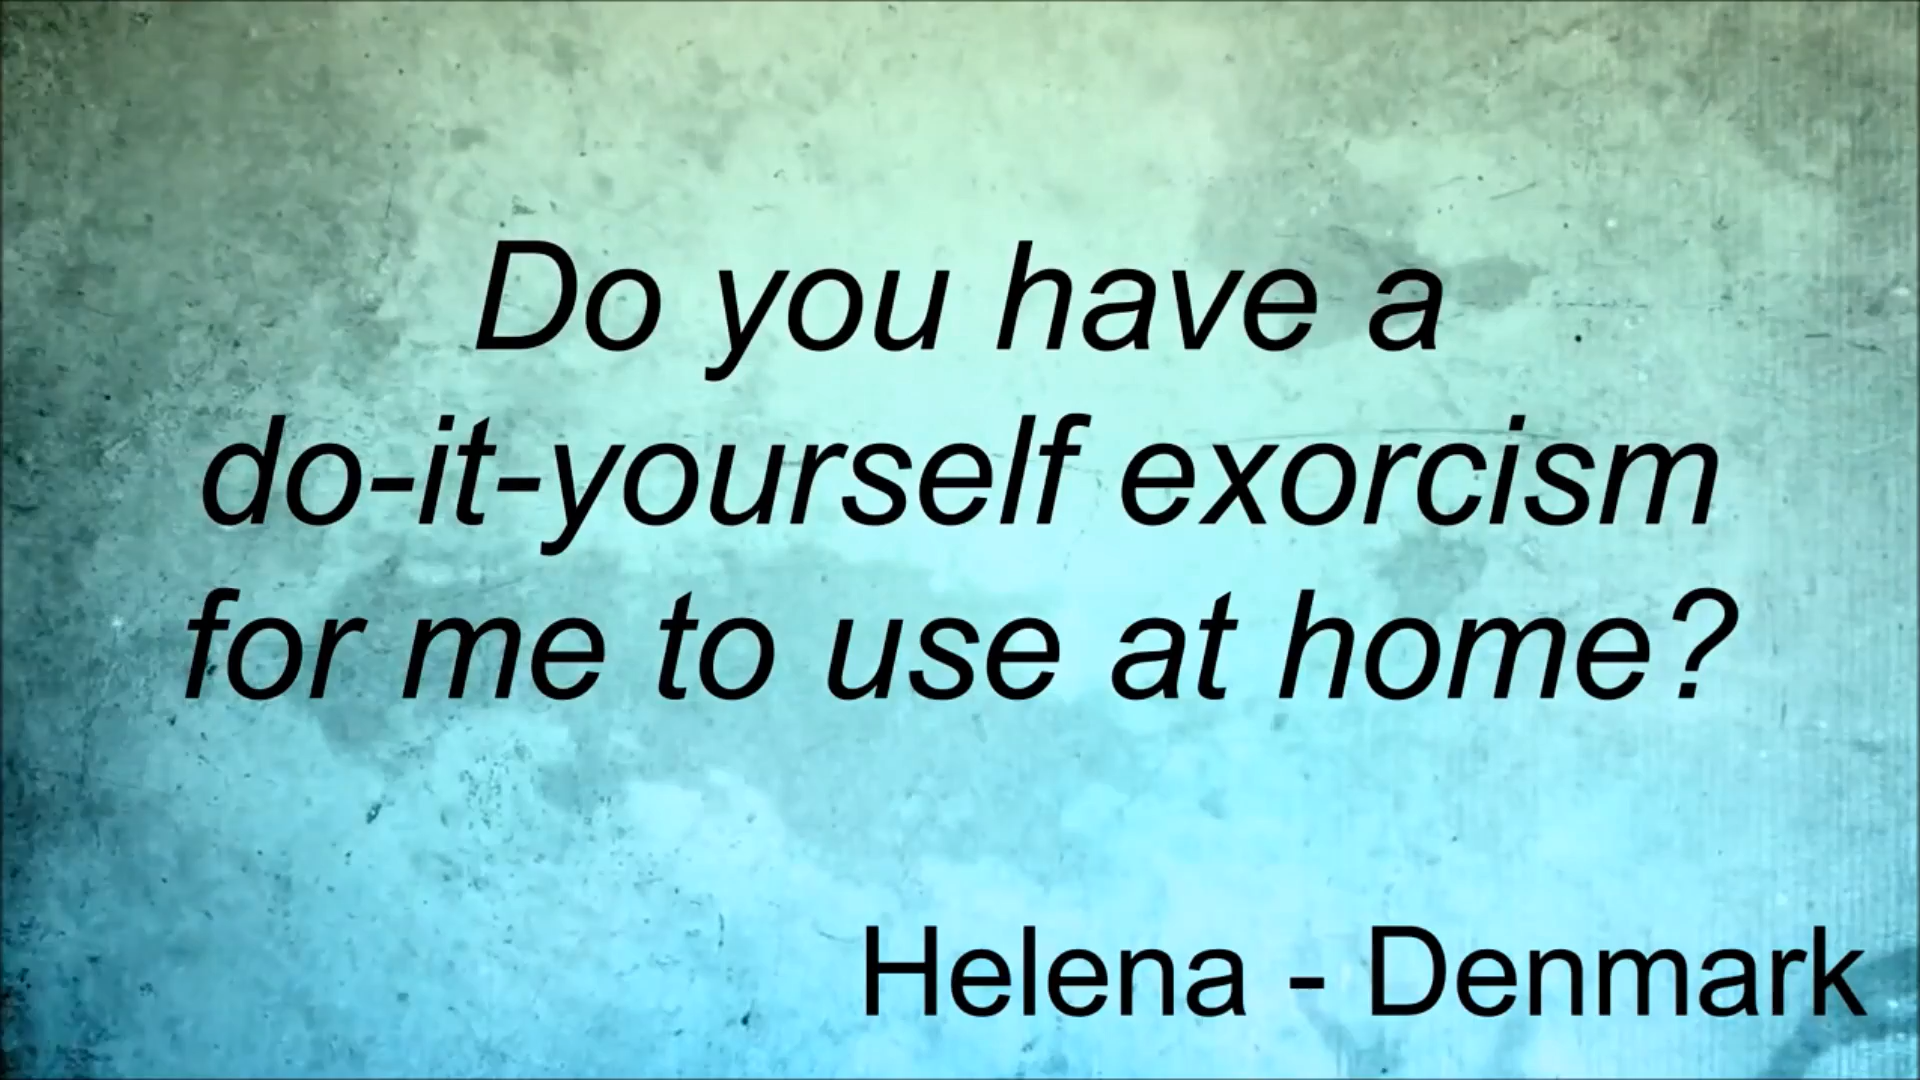 Do you have a
do-it-yourself exorcism
for me to use at home?
Helena - Denmark